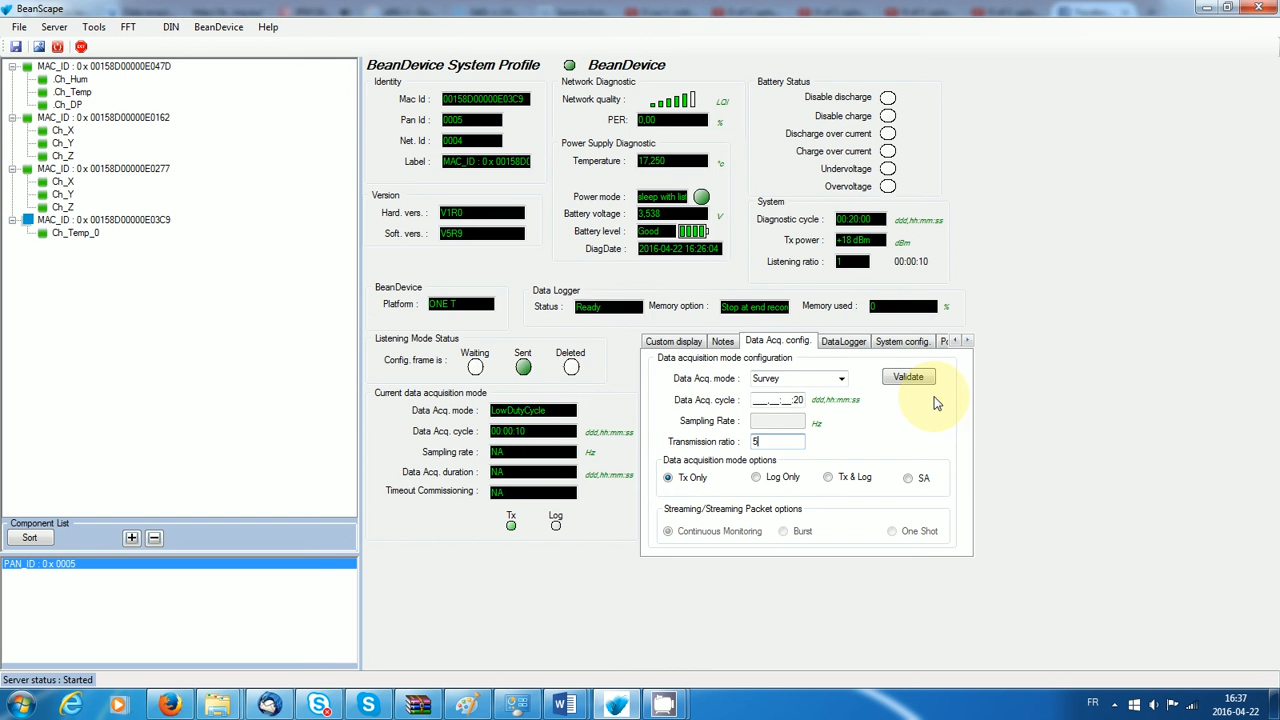 BeanScape
File Server Tools FFT DIN BeanDevice Help
MAC_ID : 0 x 00158D00000E047D
.Ch_Hum
.Ch_Temp
.Ch_DP
MAC_ID : 0 x 00158D00000E0162
Ch_X
Ch_Y
Ch_Z
MAC_ID : 0 x 00158D00000E0277
Ch_X
Ch_Y
Ch_Z
MAC_ID : 0 x 00158D00000E03C9
Ch_Temp_0
Component List
Sort
PAN_ID : 0 x 0005
Server status : Started
BeanDevice System Profile BeanDevice
Identity
Mac Id : 00158D00000E03C9
Pan Id : 0005
Net. Id : 0004
Label : MAC_ID : 0 x 00158D0
Version
Hard. vers. : V1R0
Soft. vers. : V5R9
BeanDevice
Platform : ONE T
Network Diagnostic
Network quality : LQI
PER: 0,00 %
Power Supply Diagnostic
Temperature : 17,250 °c
Power mode : sleep with list
Battery voltage : 3,538 V
Battery level : Good
DiagDate : 2016-04-22 16:26:04
Battery Status
Disable discharge
Disable charge
Discharge over current
Charge over current
Undervoltage
Overvoltage
System
Diagnostic cycle : 00:20:00 ddd,hh:mm:ss
Tx power : +18 dBm dBm
Listening ratio : 1 00:00:10
Data Logger
Status : Ready Memory option : Stop at end recor Memory used : 0 %
Listening Mode Status
Waiting Sent Deleted
Config. frame is :
Current data acquisition mode
Data Acq. mode : LowDutyCycle
Data Acq. cycle : 00:00:10 ddd,hh:mm:ss
Sampling rate : NA Hz
Data Acq. duration : NA ddd,hh:mm:ss
Timeout Commissioning : NA
Tx Log
Custom display Notes Data Acq. config. DataLogger System config.
Data acquisition mode configuration
Data Acq. mode : Survey Validate
Data Acq. cycle : ___,__:__:20 ddd,hh:mm:ss
Sampling Rate : Hz
Transmission ratio : 5
Data acquisition mode options
Tx Only Log Only Tx & Log SA
Streaming/Streaming Packet options
Continuous Monitoring Burst One Shot
FR 16:37
2016-04-22